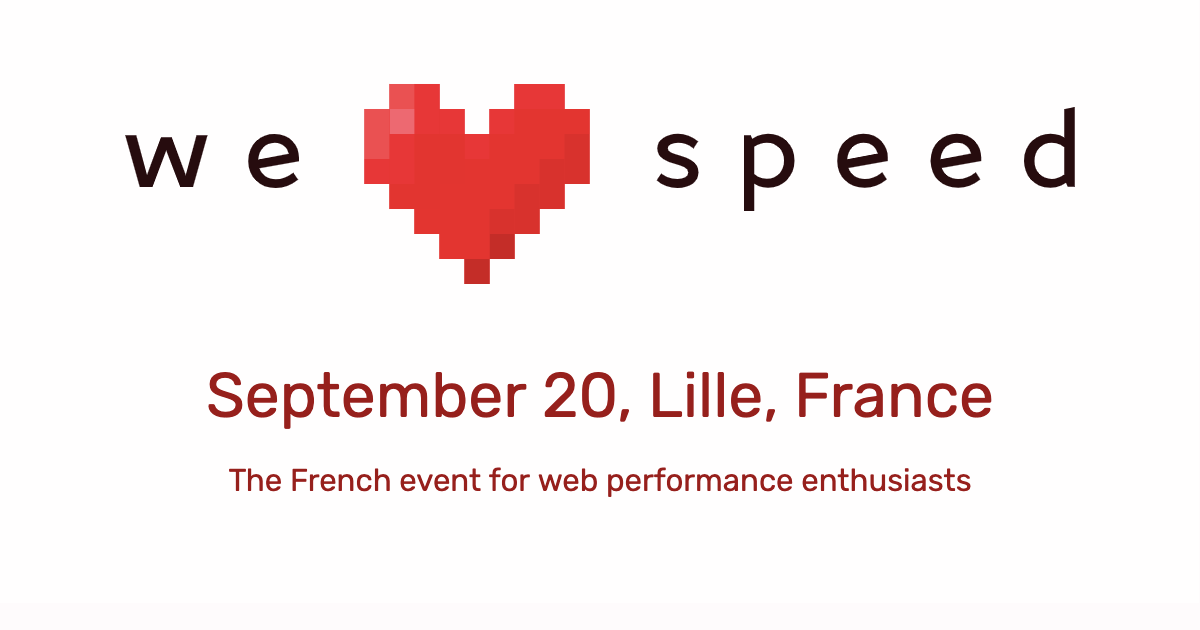 we speed
September 20, Lille, France
The French event for web performance enthusiasts